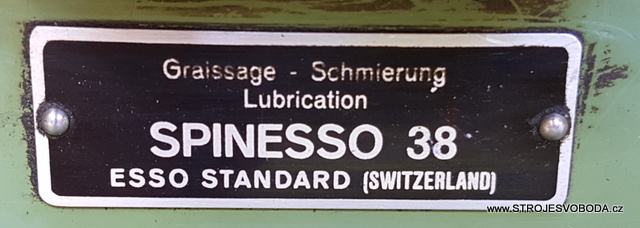 Graissage - Schmierung
Lubrication
SPINESSO 38
ESSO STANDARD (SWITZERLAND)
www.STROJESVOBODA.cz